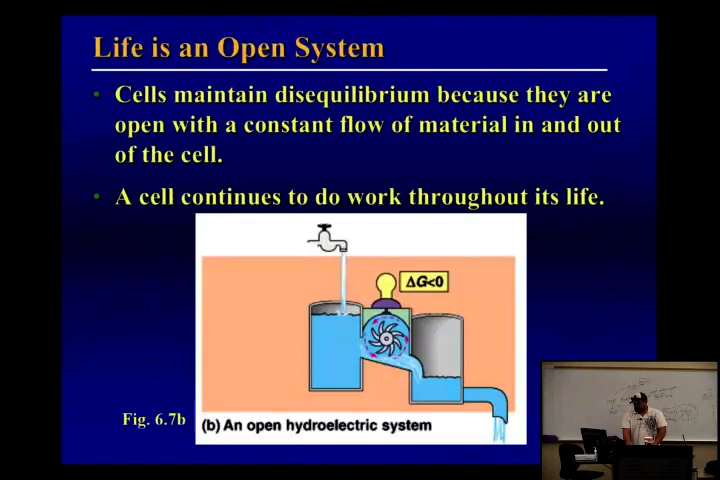 Life is an Open System
• Cells maintain disequilibrium because they are
open with a constant flow of material in and out
of the cell.
• A cell continues to do work throughout its life.
ΔG<0
Fig. 6.7b
(b) An open hydroelectric system